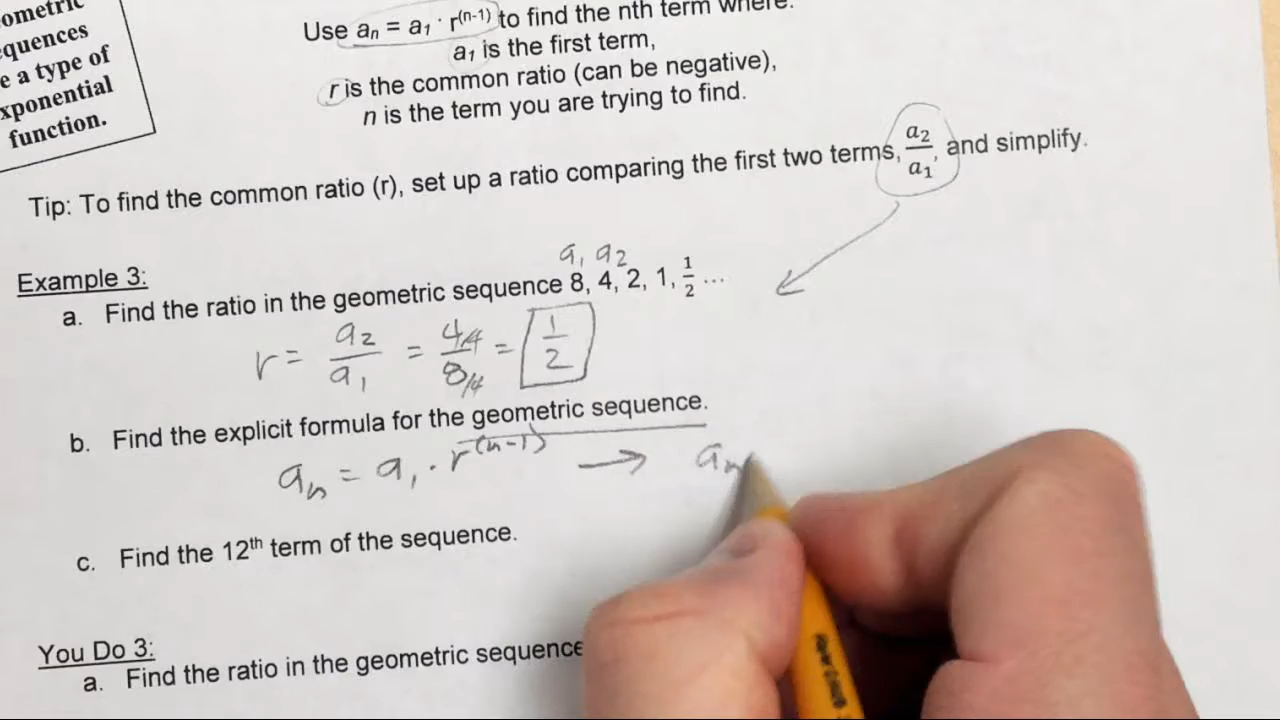 ometric
quences
e a type of
xponential
function.
Use aₙ = a₁ · r⁽ⁿ⁻¹⁾ to find the nth term where:
a₁ is the first term,
r is the common ratio (can be negative),
n is the term you are trying to find.
Tip: To find the common ratio (r), set up a ratio comparing the first two terms, a₂/a₁, and simplify.
Example 3:
a₁ a₂
a. Find the ratio in the geometric sequence 8, 4, 2, 1, 1/2 ...
r = a₂/a₁ = 4/4 / 8/4 = 1/2
b. Find the explicit formula for the geometric sequence.
aₙ = a₁ · r⁽ⁿ⁻¹⁾ → aₙ
c. Find the 12ᵗʰ term of the sequence.
You Do 3:
a. Find the ratio in the geometric sequence